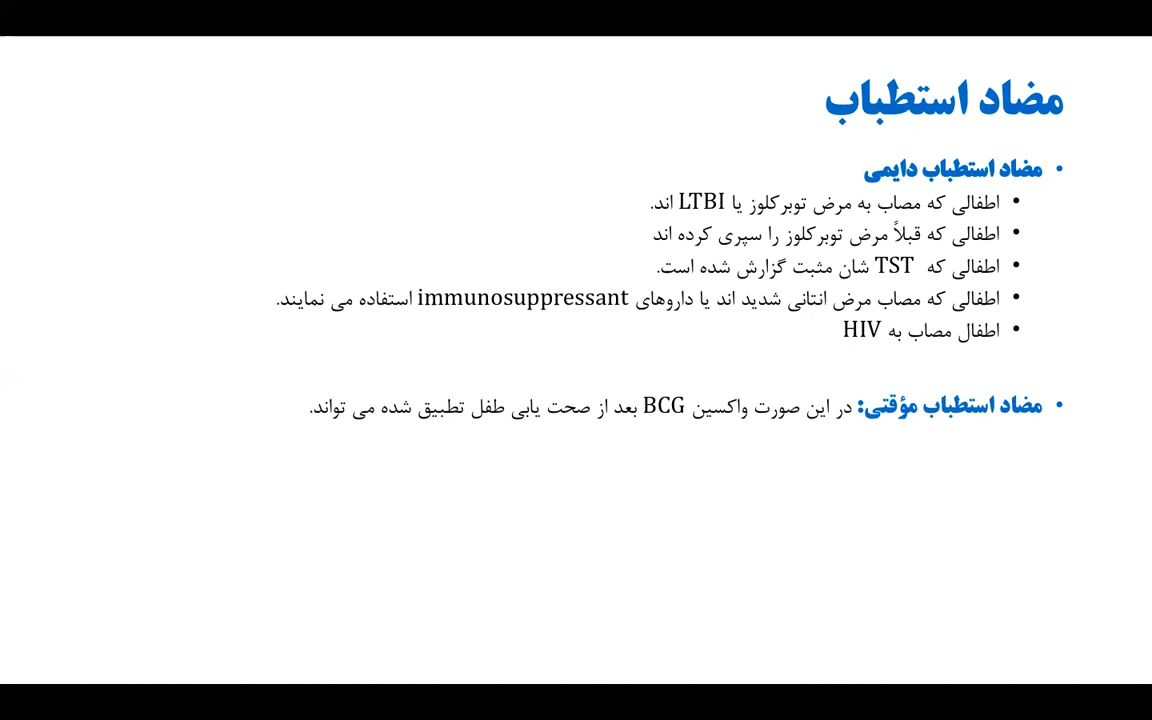 مضاد استطباب
• مضاد استطباب دایمی
• اطفالی که مصاب به مرض توبرکلوز یا LTBI اند.
• اطفالی که قبلاً مرض توبرکلوز را سپری کرده اند
• اطفالی که TST شان مثبت گزارش شده است.
• اطفالی که مصاب مرض انتانی شدید اند یا داروهای immunosuppressant استفاده می نمایند.
• اطفال مصاب به HIV
• مضاد استطباب مؤقتی: در این صورت واکسین BCG بعد از صحت یابی طفل تطبیق شده می تواند.